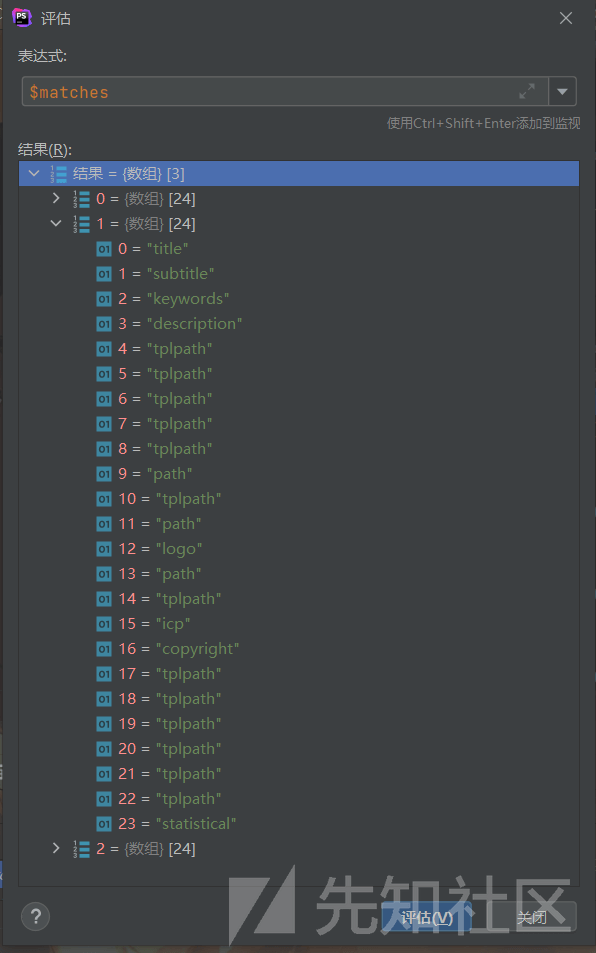 PS 评估
表达式:
$matches
使用Ctrl+Shift+Enter添加到监视
结果(R):
结果 = {数组} [3]
0 = {数组} [24]
1 = {数组} [24]
0 = "title"
1 = "subtitle"
2 = "keywords"
3 = "description"
4 = "tplpath"
5 = "tplpath"
6 = "tplpath"
7 = "tplpath"
8 = "tplpath"
9 = "path"
10 = "tplpath"
11 = "path"
12 = "logo"
13 = "path"
14 = "tplpath"
15 = "icp"
16 = "copyright"
17 = "tplpath"
18 = "tplpath"
19 = "tplpath"
20 = "tplpath"
21 = "tplpath"
22 = "tplpath"
23 = "statistical"
2 = {数组} [24]
? 评估(V) 关闭
先知社区